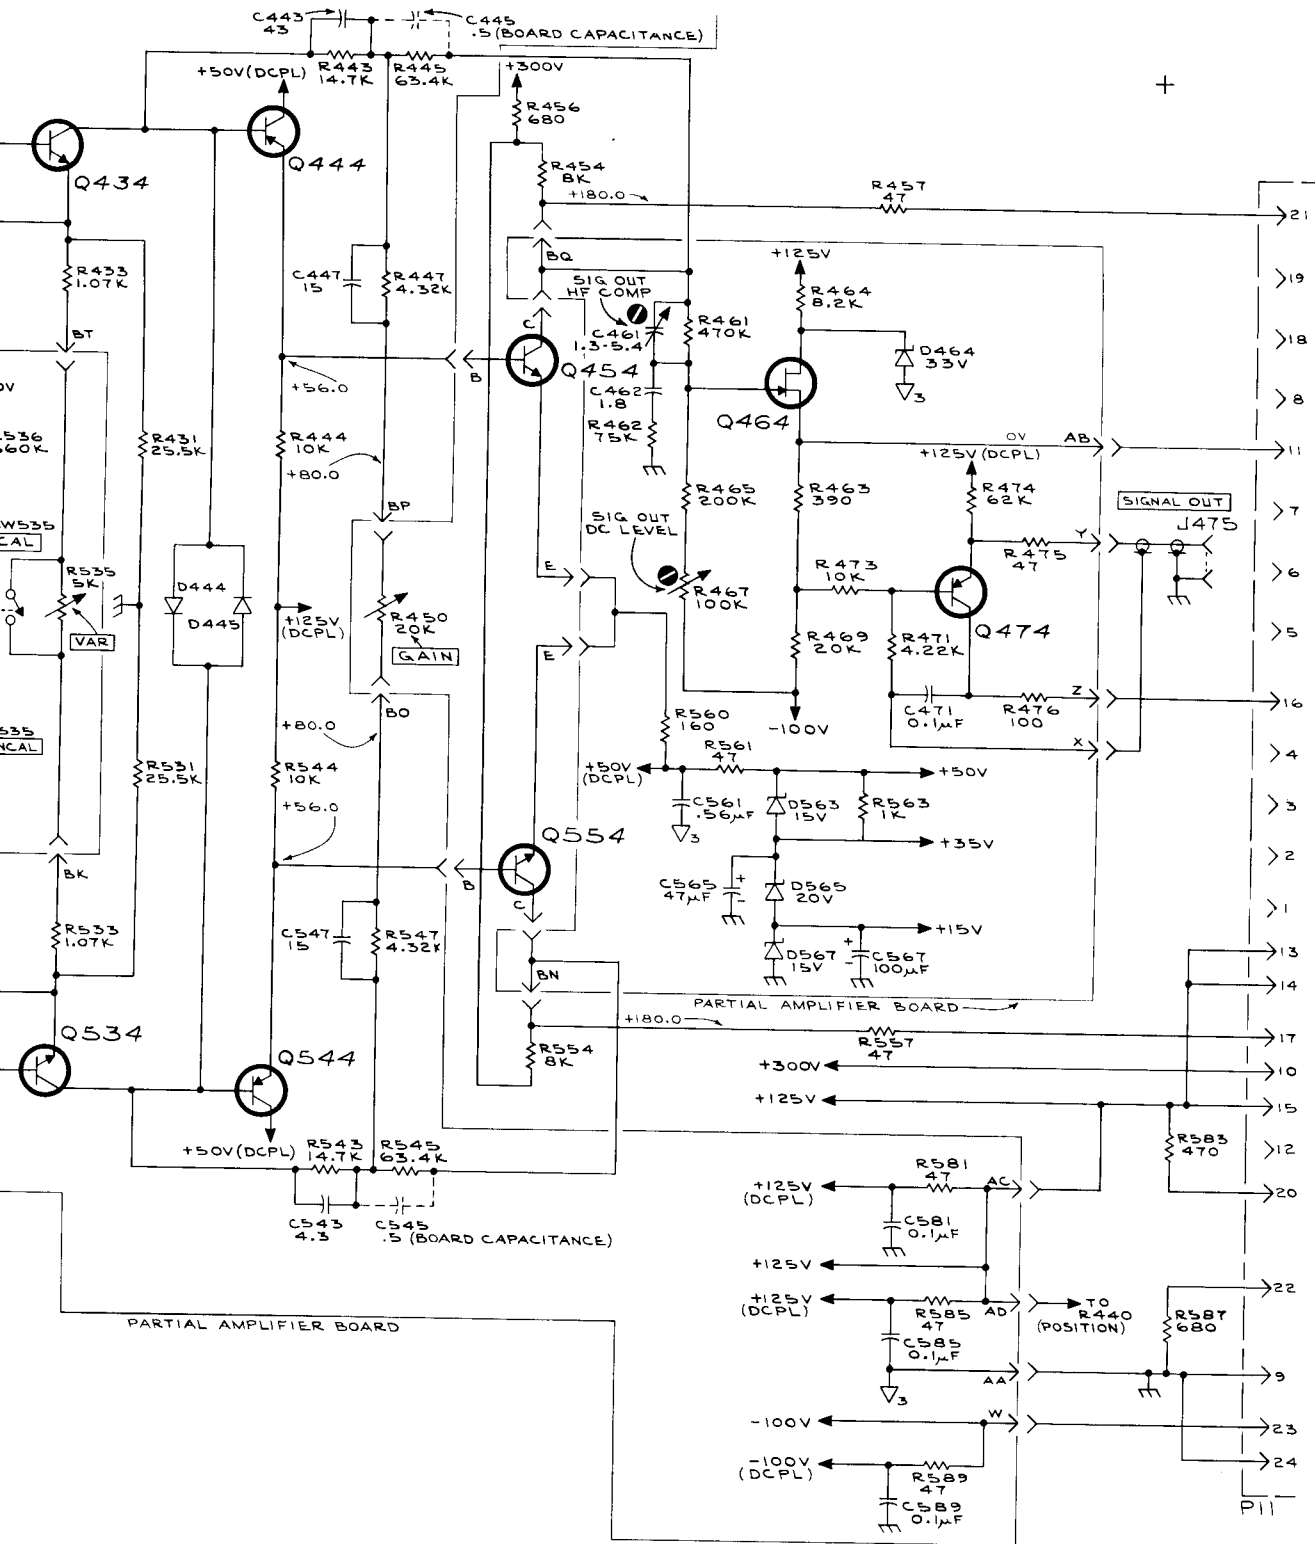 C443
43
C445
.5 (BOARD CAPACITANCE)
+50V (DCPL)
R443
14.7K
R445
63.4K
+300V
R456
680
Q434
Q444
R454
8K
+180.0
R457
47
21
R433
1.07K
C447
15
R447
4.32K
BQ
SIG OUT
HF COMP
C461
1.3-5.4
R461
470K
+125V
R464
8.2K
19
BT
C
18
D464
33V
3
+56.0
B
Q454
C462
1.8
R462
75K
Q464
8
0V
536
60K
R431
25.5K
R444
10K
+80.0
0V
AB
11
+125V (DCPL)
R465
200K
R463
390
R474
62K
SIGNAL OUT
J475
BP
SIG OUT
DC LEVEL
7
W535
CAL
Y
R475
47
R535
5K
D444
E
R467
100K
R473
10K
6
D445
+125V
(DCPL)
R450
20K
Q474
VAR
GAIN
E
R469
20K
R471
4.22K
5
BO
C471
0.1µF
R476
100
Z
16
535
NCAL
+80.0
R560
160
-100V
X
4
R561
47
R531
25.5K
R544
10K
+50V
(DCPL)
+50V
+56.0
C561
.56µF
3
D563
15V
R563
1K
3
Q554
+35V
2
BK
B
C565
47µF
+
-
D565
20V
C
1
R533
1.07K
C547
15
R547
4.32K
+15V
D567
15V
+
-
C567
100µF
13
BN
14
PARTIAL AMPLIFIER BOARD
Q534
+180.0
R557
47
17
Q544
R554
8K
+300V
10
+125V
15
+50V (DCPL)
R543
14.7K
R545
63.4K
R583
470
12
R581
47
+125V
(DCPL)
AC
20
C543
4.3
C545
.5 (BOARD CAPACITANCE)
C581
0.1µF
+125V
22
+125V
(DCPL)
R585
47
AD
TO
R440
(POSITION)
R587
680
PARTIAL AMPLIFIER BOARD
C585
0.1µF
AA
9
3
-100V
W
23
-100V
(DCPL)
R589
47
24
C589
0.1µF
P11